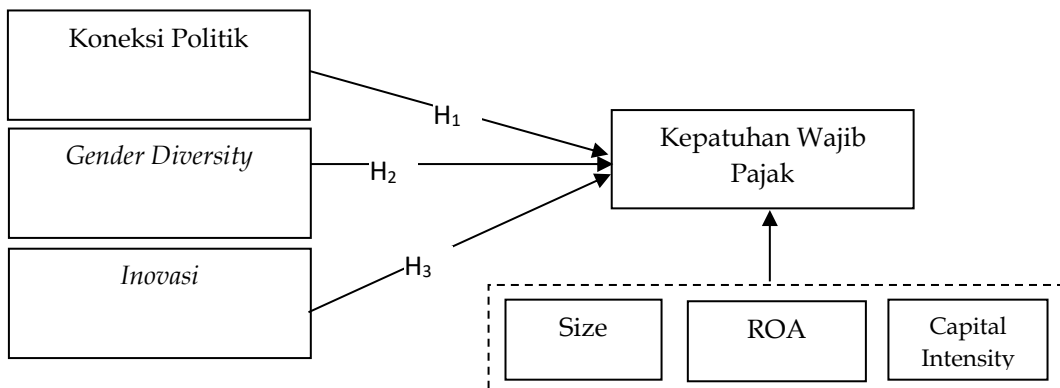 Koneksi Politik
H₁
Gender Diversity
H₂
Inovasi
H₃
Kepatuhan Wajib
Pajak
Size
ROA
Capital
Intensity